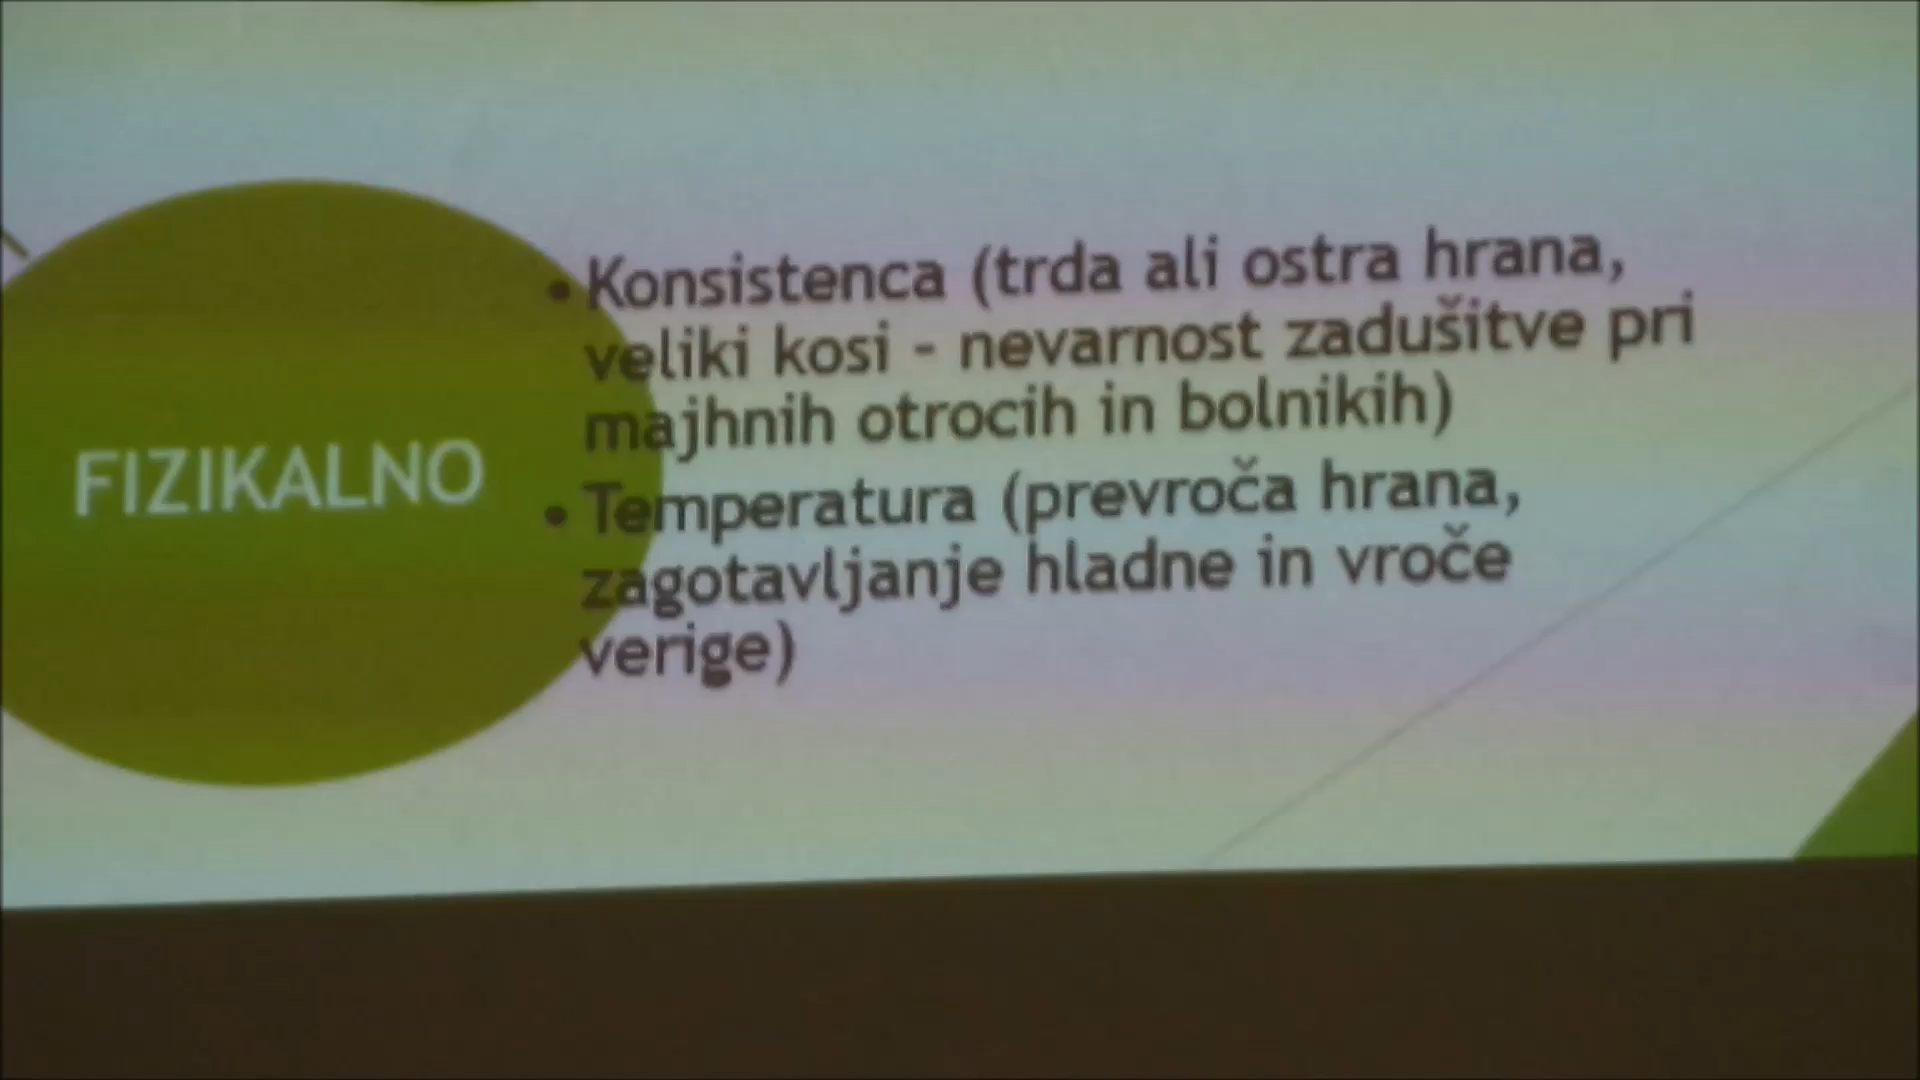 FIZIKALNO
• Konsistenca (trda ali ostra hrana,
veliki kosi - nevarnost zadušitve pri
majhnih otrocih in bolnikih)
• Temperatura (prevroča hrana,
zagotavljanje hladne in vroče
verige)